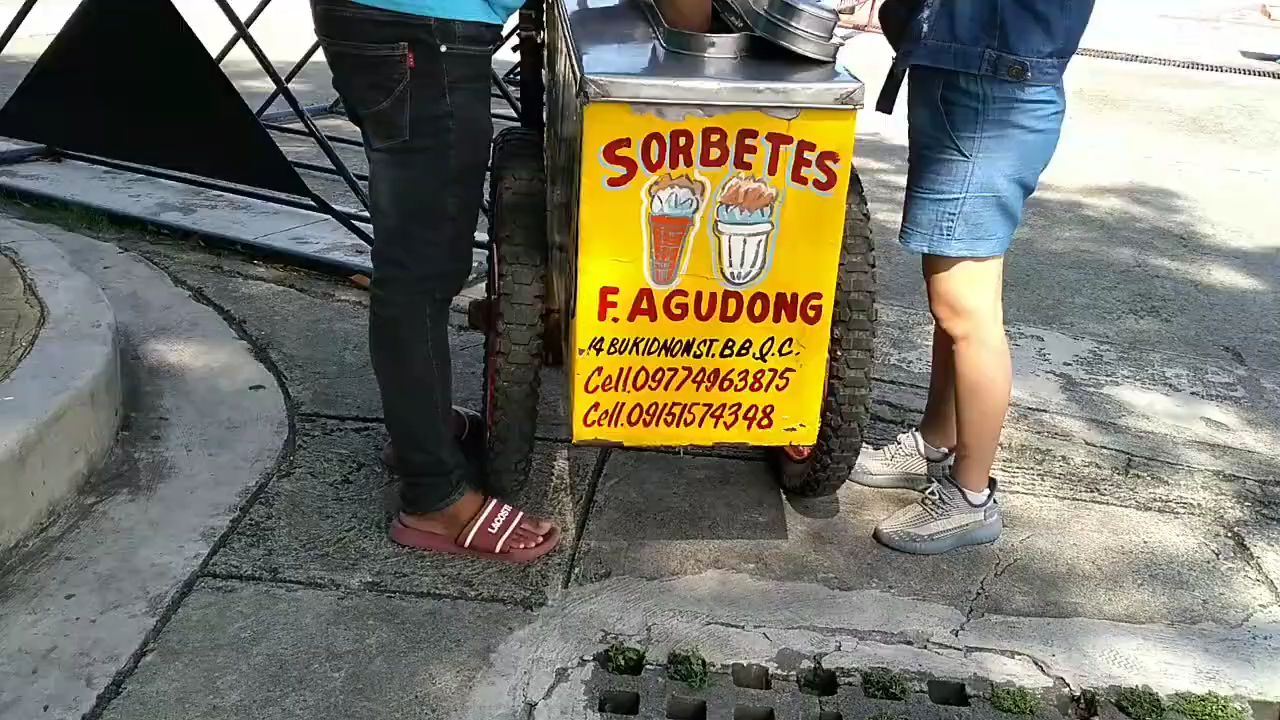 SORBETES
F. AGUDONG
14 BUKIDNON ST. B B Q.C.
Cell.09774963875
Cell.09151574348
LACOSTE